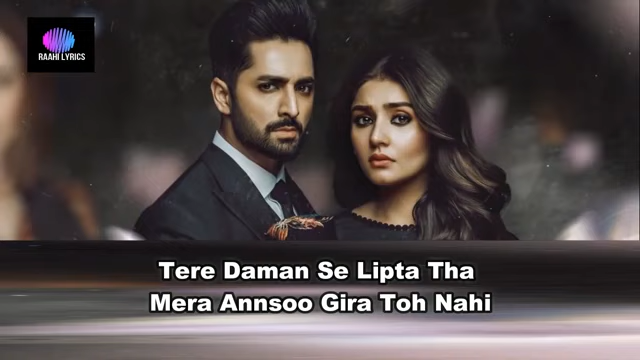 RAAHI LYRICS
Tere Daman Se Lipta Tha
Mera Annsoo Gira Toh Nahi